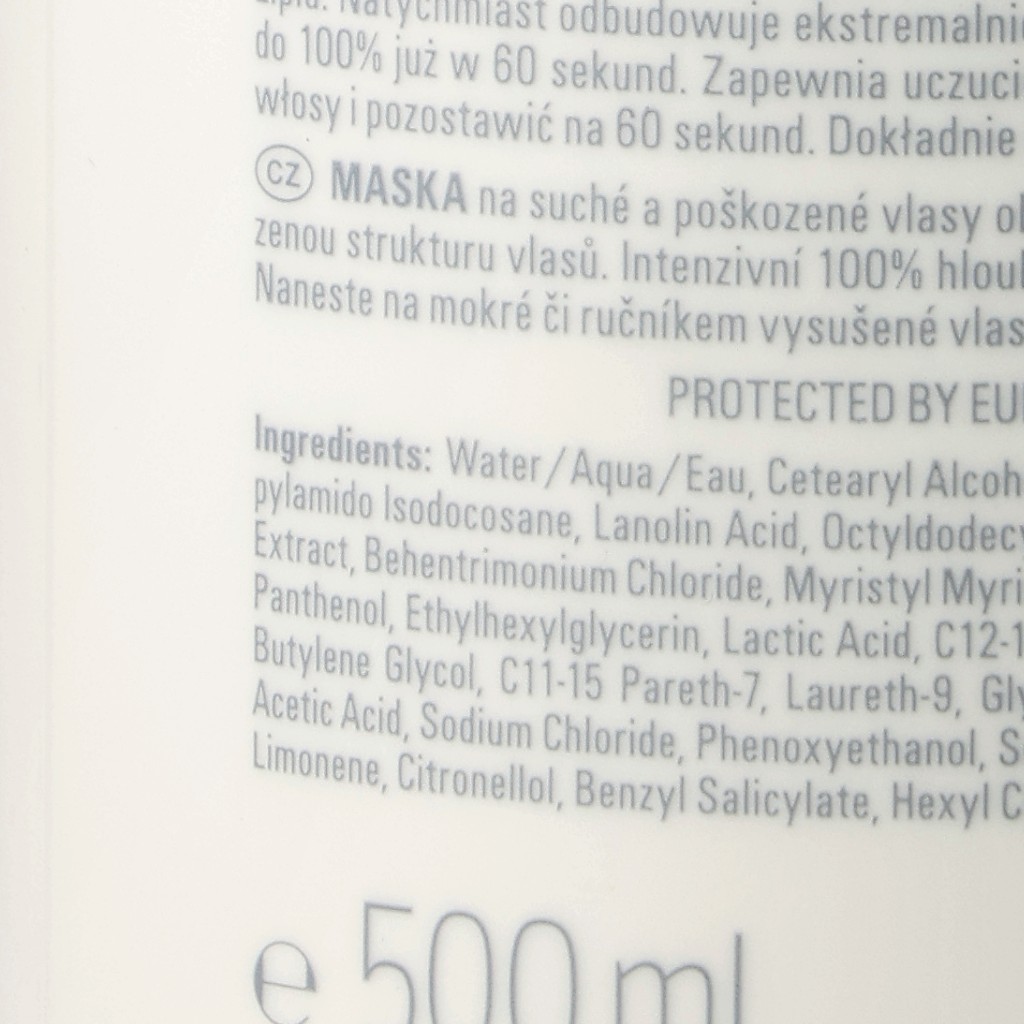 Natychmiast odbudowuje ekstremalni
do 100% już w 60 sekund. Zapewnia uczuci
włosy i pozostawić na 60 sekund. Dokładnie
CZ MASKA na suché a poškozené vlasy
zenou strukturu vlasů. Intenzivní 100% hloub
Naneste na mokré či ručníkem vysušené vlas
PROTECTED BY EU
Ingredients: Water/Aqua/Eau, Cetearyl Alcoh
pylamido Isodocosane, Lanolin Acid, Octyldodecy
Extract, Behentrimonium Chloride, Myristyl Myri
Panthenol, Ethylhexylglycerin, Lactic Acid, C12-1
Butylene Glycol, C11-15 Pareth-7, Laureth-9, Gly
Acetic Acid, Sodium Chloride, Phenoxyethanol, S
Limonene, Citronellol, Benzyl Salicylate, Hexyl C
e 500 ml